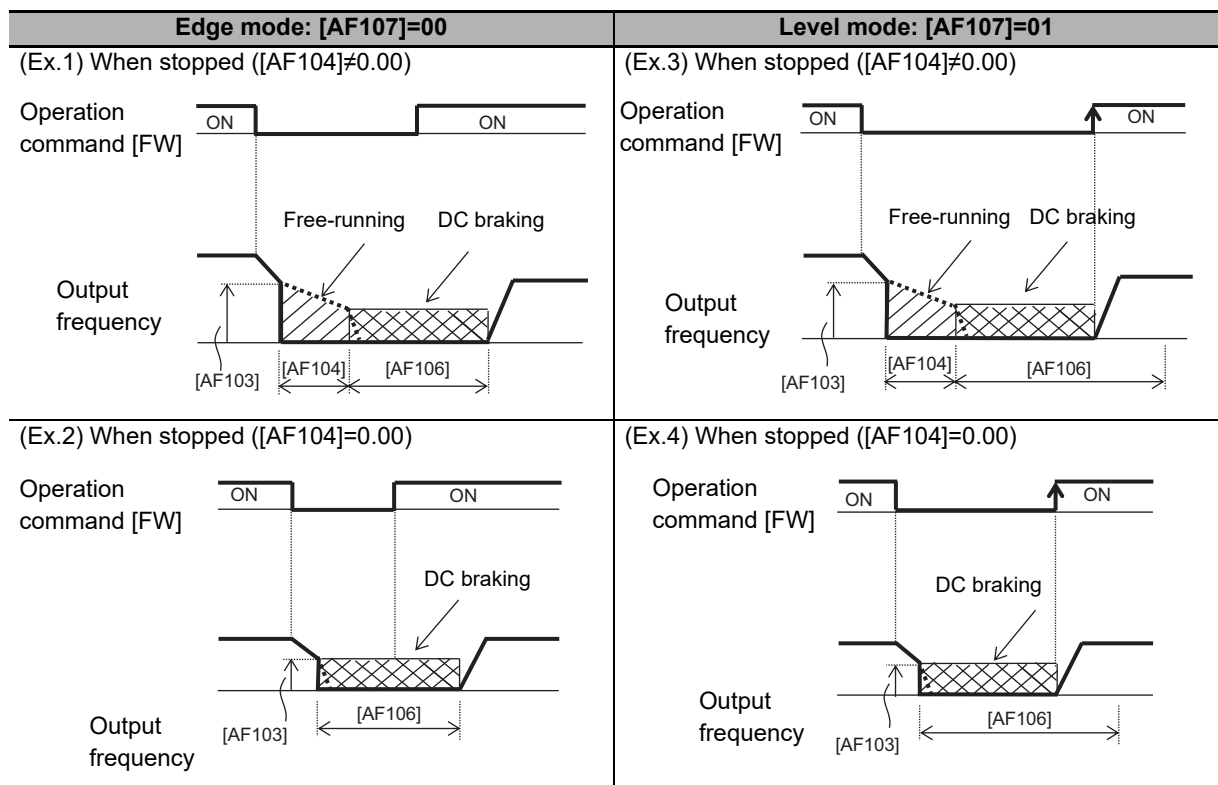 Edge mode: [AF107]=00
Level mode: [AF107]=01
(Ex.1) When stopped ([AF104]≠0.00)
Operation
command [FW]
ON
ON
Free-running
DC braking
Output
frequency
[AF103]
[AF104]
[AF106]
(Ex.3) When stopped ([AF104]≠0.00)
Operation
command [FW]
ON
ON
Free-running
DC braking
Output
frequency
[AF103]
[AF104]
[AF106]
(Ex.2) When stopped ([AF104]=0.00)
Operation
command [FW]
ON
ON
DC braking
Output
frequency
[AF103]
[AF106]
(Ex.4) When stopped ([AF104]=0.00)
Operation
command [FW]
ON
ON
DC braking
Output
frequency
[AF103]
[AF106]